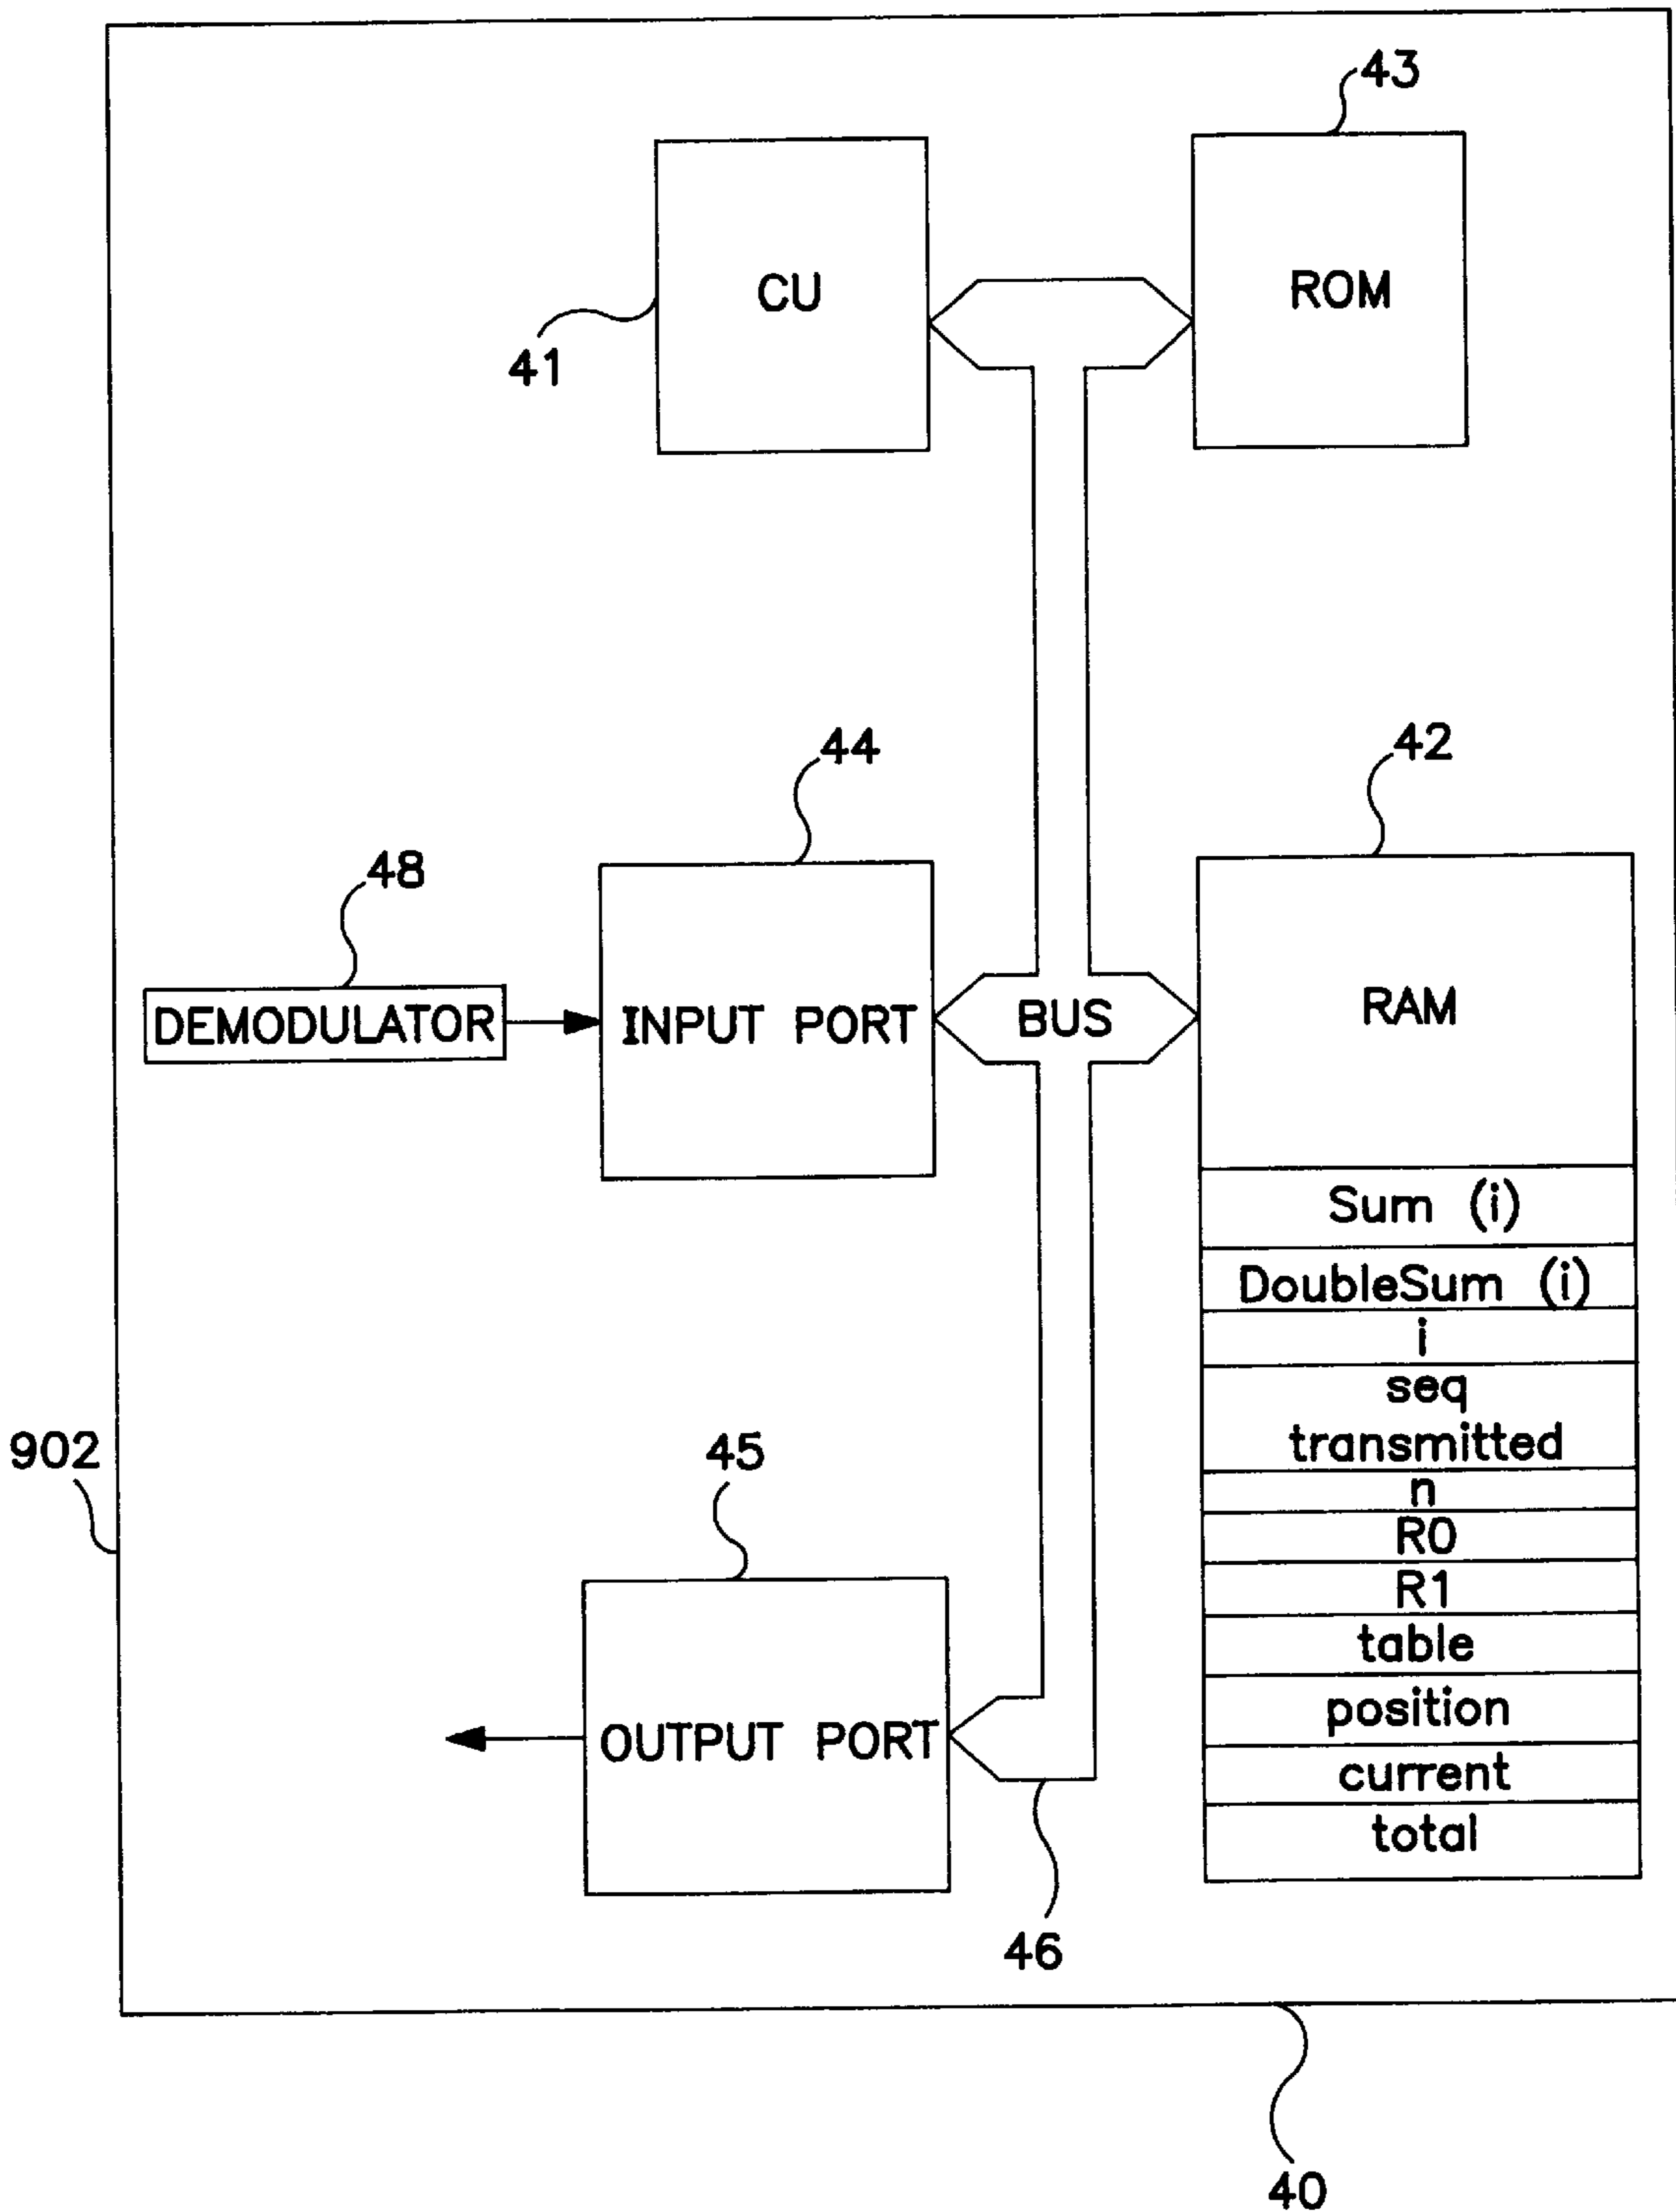 43
CU
ROM
41
44
42
48
DEMODULATOR
INPUT PORT
BUS
RAM
Sum (i)
DoubleSum (i)
i
seq
transmitted
n
R0
R1
table
position
current
total
902
45
OUTPUT PORT
46
40